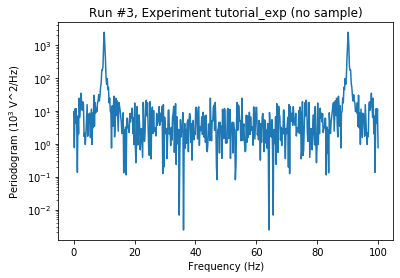 Run #3, Experiment tutorial_exp (no sample)
Periodogram (10³ V^2/Hz)
10³
10²
10¹
10⁰
10⁻¹
10⁻²
0 20 40 60 80 100
Frequency (Hz)